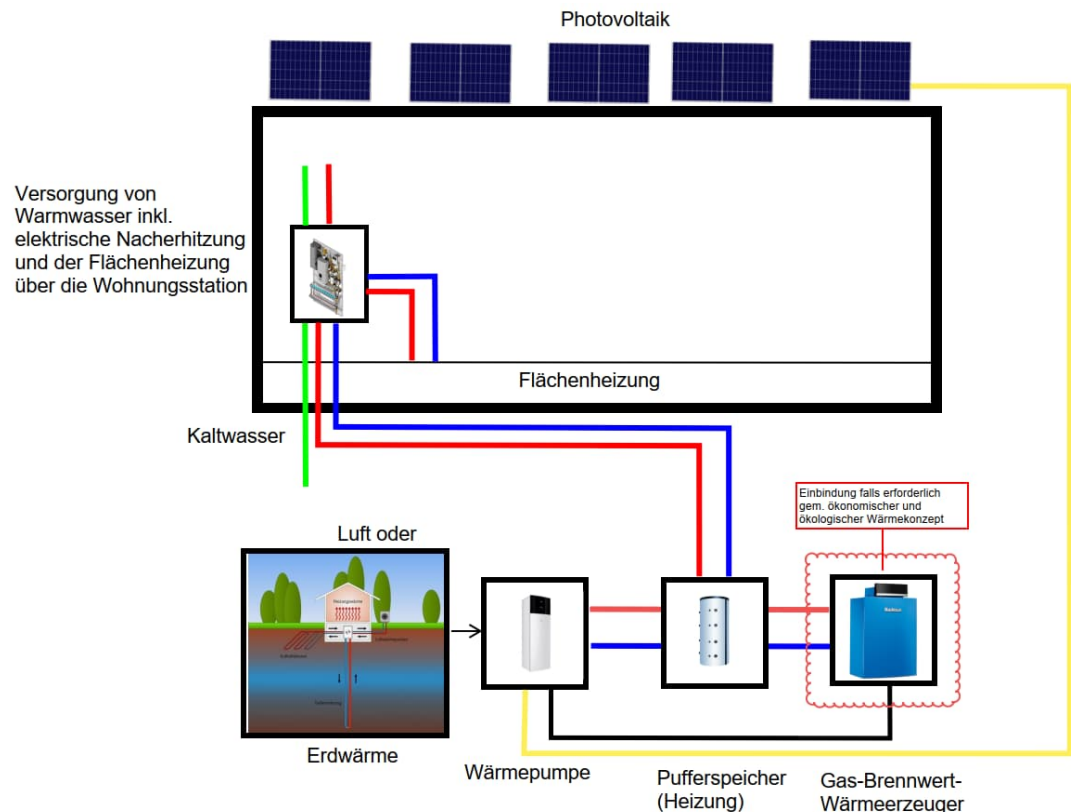 Photovoltaik
Versorgung von
Warmwasser inkl.
elektrische Nacherhitzung
und der Flächenheizung
über die Wohnungsstation
Flächenheizung
Kaltwasser
Einbindung falls erforderlich
gem. ökonomischer und
ökologischer Wärmekonzept
Luft oder
Erdwärme
Wärmepumpe
Pufferspeicher
(Heizung)
Gas-Brennwert-
Wärmeerzeuger